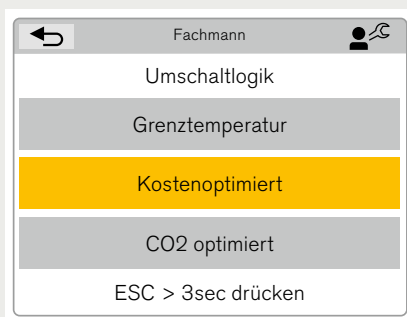 Fachmann
Umschaltlogik
Grenztemperatur
Kostenoptimiert
CO2 optimiert
ESC > 3sec drücken